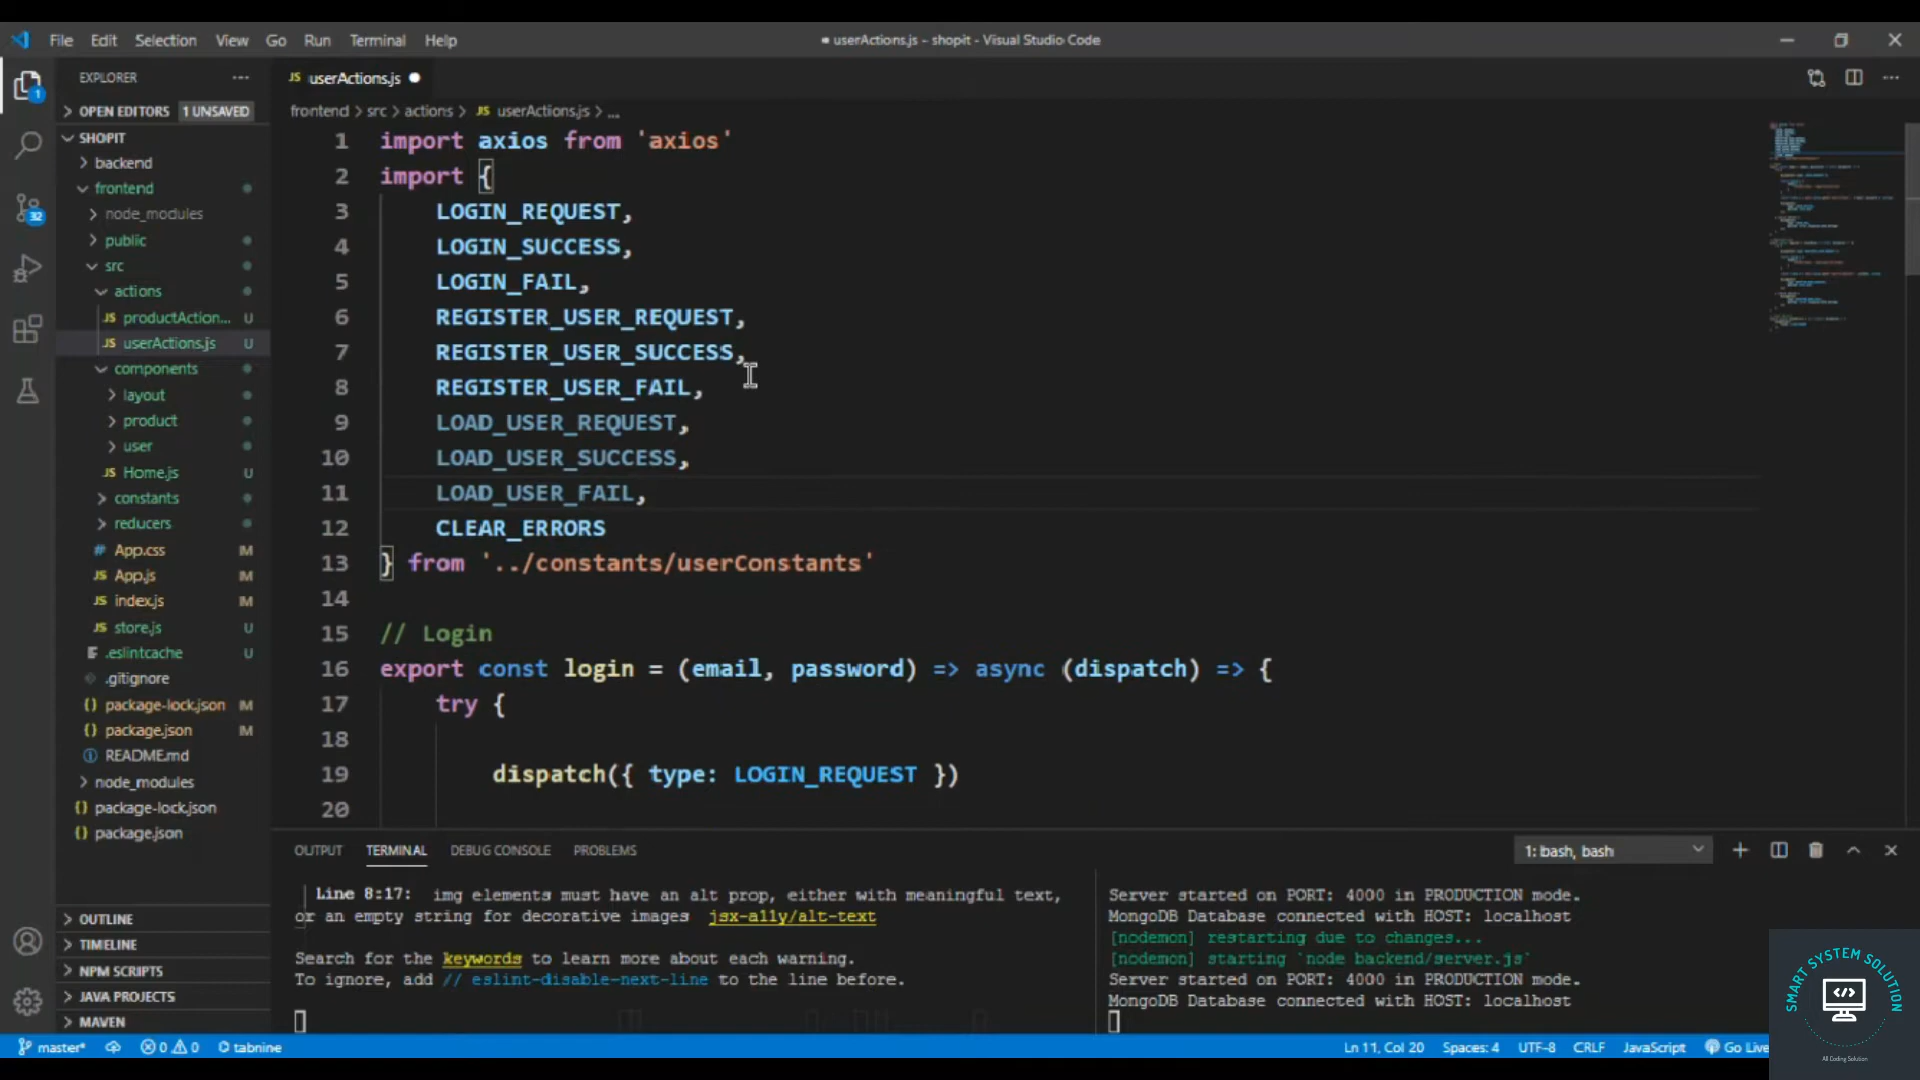 File Edit Selection View Go Run Terminal Help
● userActions.js - shopit - Visual Studio Code
EXPLORER ···
OPEN EDITORS 1 UNSAVED
SHOPIT
backend
frontend
node_modules
public
src
actions
JS productAction... U
JS userActions.js U
components
layout
product
user
JS Home.js U
constants
reducers
# App.css M
JS App.js M
JS index.js M
JS store.js U
.eslintcache U
.gitignore
{} package-lock.json M
{} package.json M
README.md
node_modules
{} package-lock.json
{} package.json
OUTLINE
TIMELINE
NPM SCRIPTS
JAVA PROJECTS
MAVEN
1
32
JS userActions.js ●
frontend > src > actions > JS userActions.js > ...
1 import axios from 'axios'
2 import {
3 LOGIN_REQUEST,
4 LOGIN_SUCCESS,
5 LOGIN_FAIL,
6 REGISTER_USER_REQUEST,
7 REGISTER_USER_SUCCESS,
8 REGISTER_USER_FAIL,
9 LOAD_USER_REQUEST,
10 LOAD_USER_SUCCESS,
11 LOAD_USER_FAIL,
12 CLEAR_ERRORS
13 } from '../constants/userConstants'
14
15 // Login
16 export const login = (email, password) => async (dispatch) => {
17 try {
18
19 dispatch({ type: LOGIN_REQUEST })
20
OUTPUT TERMINAL DEBUG CONSOLE PROBLEMS
1: bash, bash
Line 8:17: img elements must have an alt prop, either with meaningful text,
or an empty string for decorative images jsx-a11y/alt-text
Search for the keywords to learn more about each warning.
To ignore, add // eslint-disable-next-line to the line before.
Server started on PORT: 4000 in PRODUCTION mode.
MongoDB Database connected with HOST: localhost
[nodemon] restarting due to changes...
[nodemon] starting `node backend/server.js`
Server started on PORT: 4000 in PRODUCTION mode.
MongoDB Database connected with HOST: localhost
master* 0 0 tabnine
Ln 11, Col 20 Spaces: 4 UTF-8 CRLF JavaScript Go Live
SMART SYSTEM SOLUTION
</>
All Coding Solution